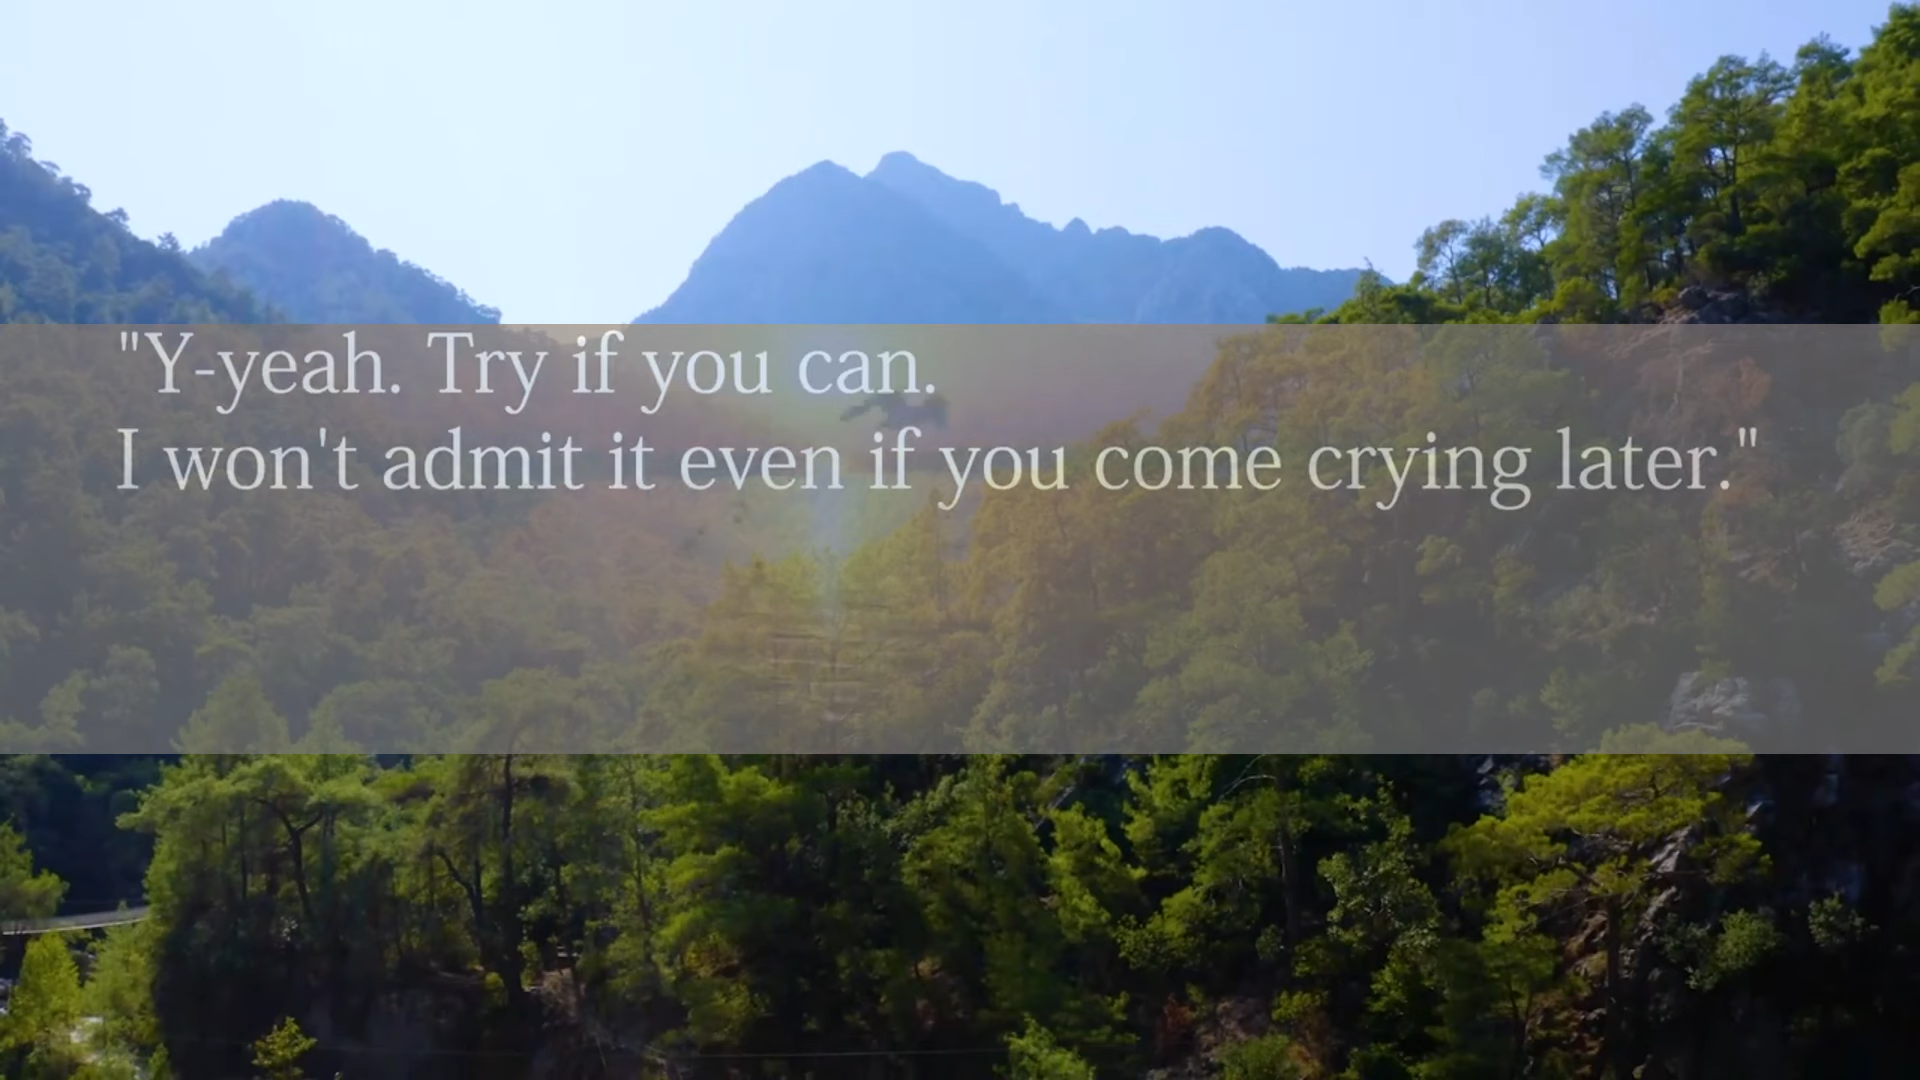 "Y-yeah. Try if you can.
I won't admit it even if you come crying later."